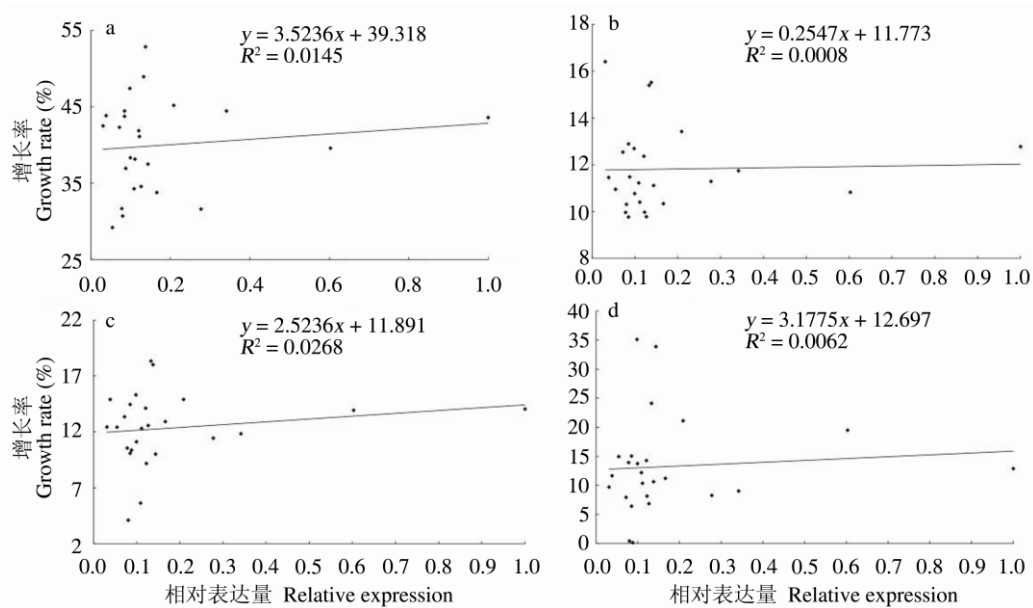 a
y = 3.5236x + 39.318
R² = 0.0145
55
45
35
25
0.0 0.2 0.4 0.6 0.8 1.0
增长率
Growth rate (%)
b
y = 0.2547x + 11.773
R² = 0.0008
18
16
14
12
10
8
0.0 0.1 0.2 0.3 0.4 0.5 0.6 0.7 0.8 0.9 1.0
c
y = 2.5236x + 11.891
R² = 0.0268
22
17
12
7
2
0.0 0.1 0.2 0.3 0.4 0.5 0.6 0.7 0.8 0.9 1.0
增长率
Growth rate (%)
相对表达量 Relative expression
d
y = 3.1775x + 12.697
R² = 0.0062
40
35
30
25
20
15
10
5
0
0.0 0.1 0.2 0.3 0.4 0.5 0.6 0.7 0.8 0.9 1.0
相对表达量 Relative expression